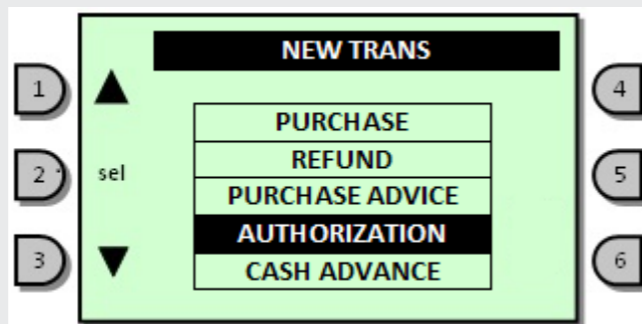 NEW TRANS
1
4
PURCHASE
REFUND
2
sel
5
PURCHASE ADVICE
AUTHORIZATION
3
6
CASH ADVANCE